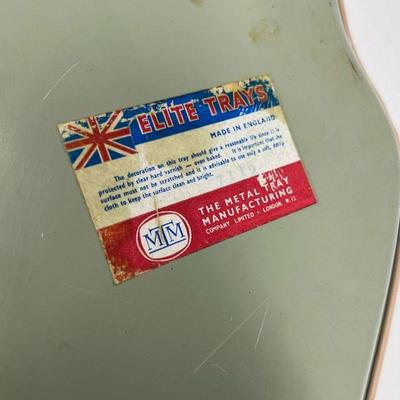 ELITE TRAYS
MADE IN ENGLAND
The decoration on this tray should give a reasonable life since it is
protected by clear hard varnish — oven baked. It is important that the
surface must not be scratched and it is advisable to use only a soft, damp
cloth to keep the surface clean and bright.
MTM
THE METAL TRAY
MANUFACTURING
COMPANY LIMITED · LONDON. N.12